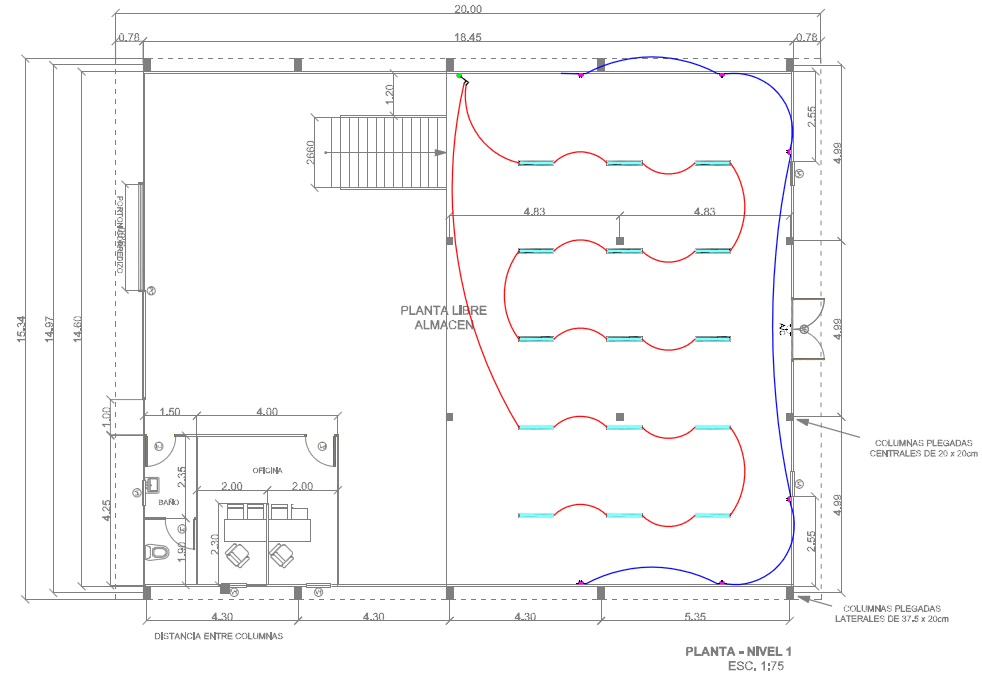 20.00
0.78
18.45
0.78
1.20
2660
2.55
4.99
4.83
4.83
15.34
14.97
14.60
PLANTA LIBRE
ALMACEN
4.99
1.00
1.50
4.00
COLUMNAS PLEGADAS
CENTRALES DE 20 x 20cm
OFICINA
2.35
2.00
2.00
BAÑO
4.25
1.90
2.30
4.99
2.55
4.30
4.30
4.30
5.35
COLUMNAS PLEGADAS
LATERALES DE 37.5 x 20cm
DISTANCIA ENTRE COLUMNAS
PLANTA - NIVEL 1
ESC. 1:75